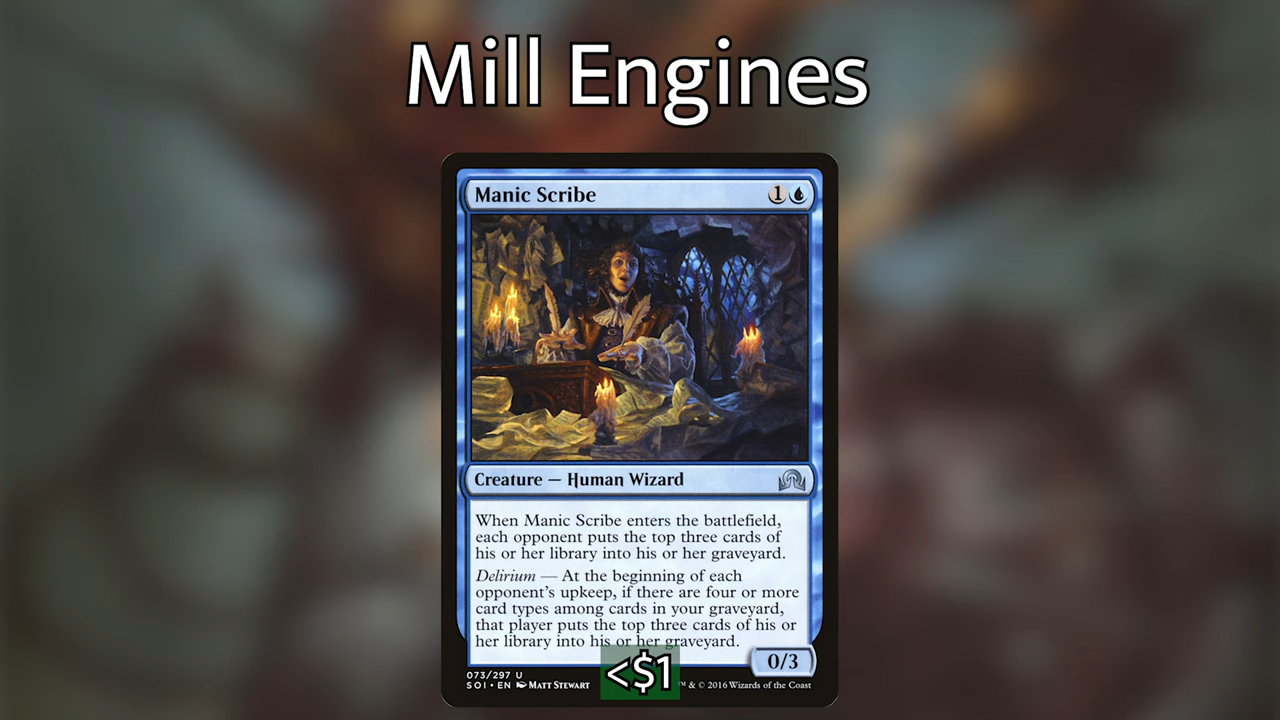 Mill Engines
Manic Scribe 1
Creature — Human Wizard
When Manic Scribe enters the battlefield,
each opponent puts the top three cards of
his or her library into his or her graveyard.
Delirium — At the beginning of each
opponent's upkeep, if there are four or more
card types among cards in your graveyard,
that player puts the top three cards of his or
her library into his or her graveyard.
0/3
<$1
073/297 U
SOI • EN Matt Stewart ™ & © 2016 Wizards of the Coast